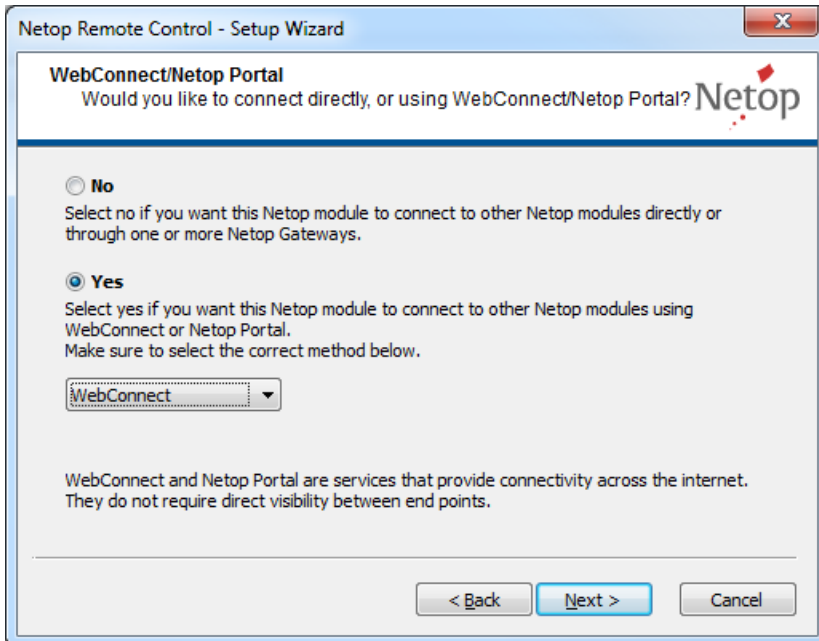 Netop Remote Control - Setup Wizard
WebConnect/Netop Portal
Would you like to connect directly, or using WebConnect/Netop Portal?
Netop
No
Select no if you want this Netop module to connect to other Netop modules directly or
through one or more Netop Gateways.
Yes
Select yes if you want this Netop module to connect to other Netop modules using
WebConnect or Netop Portal.
Make sure to select the correct method below.
WebConnect
WebConnect and Netop Portal are services that provide connectivity across the internet.
They do not require direct visibility between end points.
< Back
Next >
Cancel